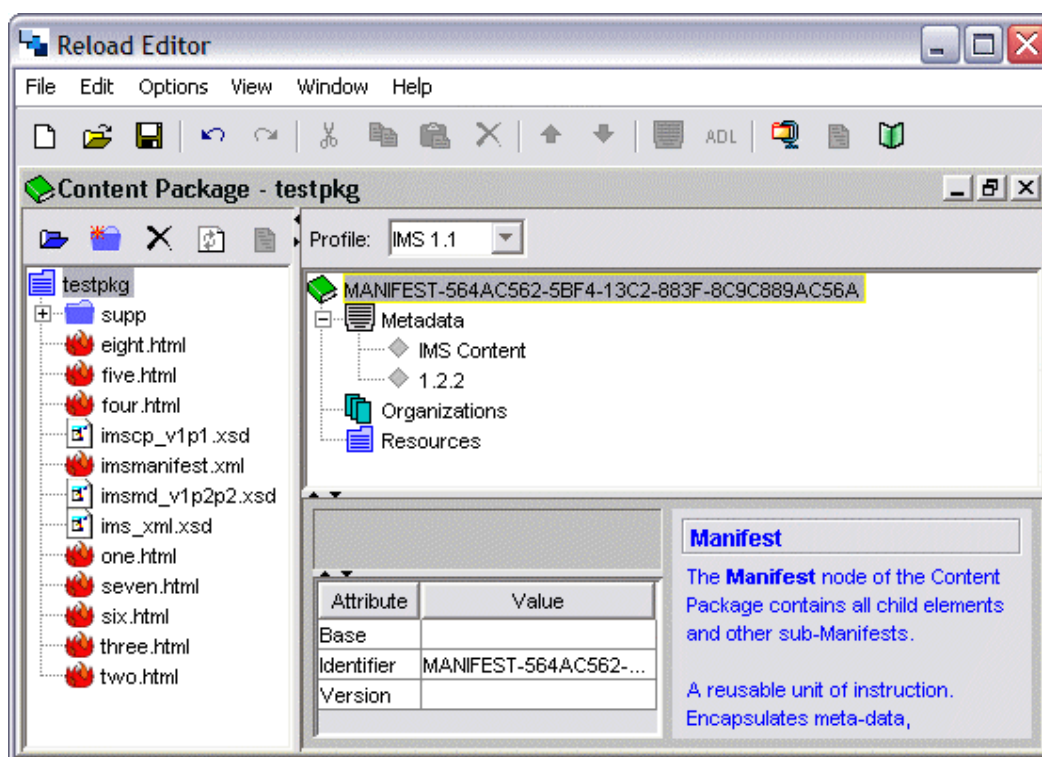 Reload Editor
File Edit Options View Window Help
ADL
Content Package - testpkg
Profile: IMS 1.1
testpkg
supp
eight.html
five.html
four.html
imscp_v1p1.xsd
imsmanifest.xml
imsmd_v1p2p2.xsd
ims_xml.xsd
one.html
seven.html
six.html
three.html
two.html
MANIFEST-564AC562-5BF4-13C2-883F-8C9C889AC56A
Metadata
IMS Content
1.2.2
Organizations
Resources
Attribute Value
Base
Identifier MANIFEST-564AC562-...
Version
Manifest
The Manifest node of the Content
Package contains all child elements
and other sub-Manifests.
A reusable unit of instruction.
Encapsulates meta-data,